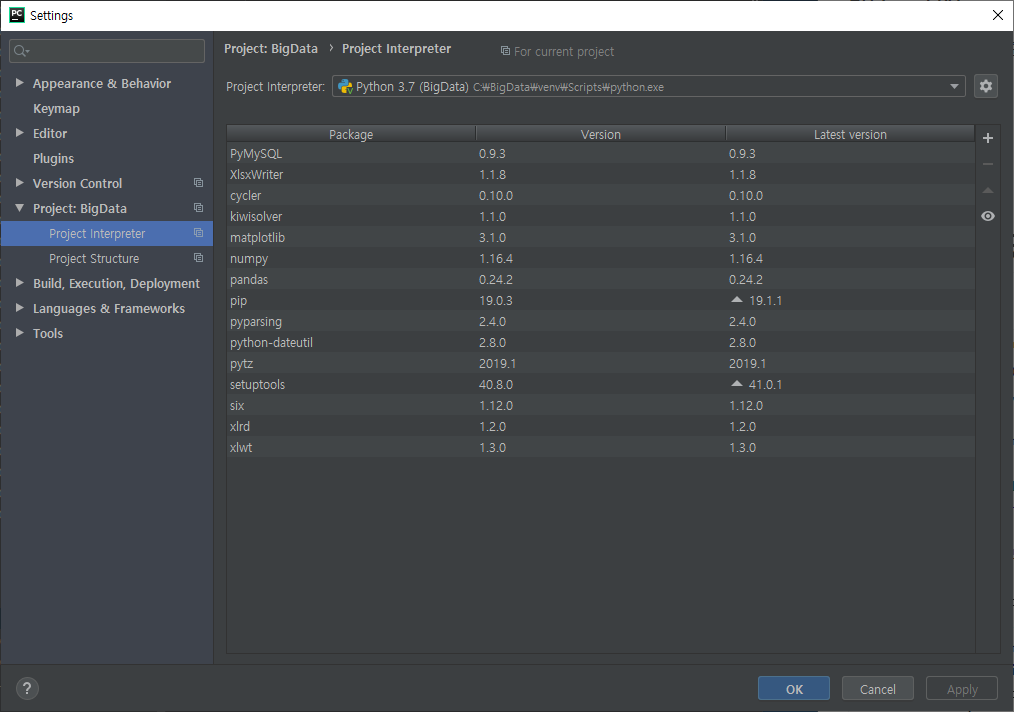 PC Settings
Project: BigData › Project Interpreter For current project
Project Interpreter: Python 3.7 (BigData) C:₩BigData₩venv₩Scripts₩python.exe
Appearance & Behavior
Keymap
Editor
Plugins
Version Control
Project: BigData
Project Interpreter
Project Structure
Build, Execution, Deployment
Languages & Frameworks
Tools
Package Version Latest version
PyMySQL 0.9.3 0.9.3
XlsxWriter 1.1.8 1.1.8
cycler 0.10.0 0.10.0
kiwisolver 1.1.0 1.1.0
matplotlib 3.1.0 3.1.0
numpy 1.16.4 1.16.4
pandas 0.24.2 0.24.2
pip 19.0.3 19.1.1
pyparsing 2.4.0 2.4.0
python-dateutil 2.8.0 2.8.0
pytz 2019.1 2019.1
setuptools 40.8.0 41.0.1
six 1.12.0 1.12.0
xlrd 1.2.0 1.2.0
xlwt 1.3.0 1.3.0
? OK Cancel Apply